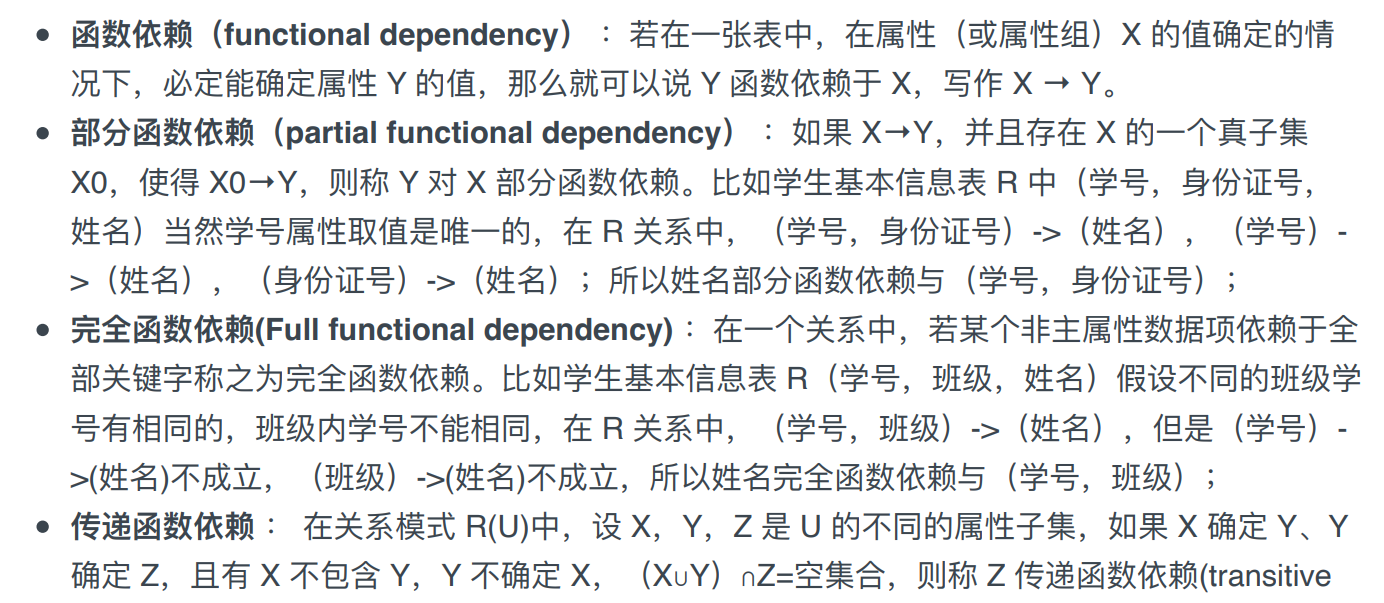 • 函数依赖（functional dependency） ：若在一张表中，在属性（或属性组）X 的值确定的情
况下，必定能确定属性 Y 的值，那么就可以说 Y 函数依赖于 X，写作 X → Y。
• 部分函数依赖（partial functional dependency） ：如果 X→Y，并且存在 X 的一个真子集
X0，使得 X0→Y，则称 Y 对 X 部分函数依赖。比如学生基本信息表 R 中（学号，身份证号，
姓名）当然学号属性取值是唯一的，在 R 关系中，（学号，身份证号）->（姓名），（学号）-
>（姓名），（身份证号）->（姓名）；所以姓名部分函数依赖与（学号，身份证号）；
• 完全函数依赖(Full functional dependency) ：在一个关系中，若某个非主属性数据项依赖于全
部关键字称之为完全函数依赖。比如学生基本信息表 R（学号，班级，姓名）假设不同的班级学
号有相同的，班级内学号不能相同，在 R 关系中，（学号，班级）->（姓名），但是（学号）-
>(姓名)不成立，（班级）->(姓名)不成立，所以姓名完全函数依赖与（学号，班级）；
• 传递函数依赖 ： 在关系模式 R(U)中，设 X，Y，Z 是 U 的不同的属性子集，如果 X 确定 Y、Y
确定 Z，且有 X 不包含 Y，Y 不确定 X，（X∪Y）∩Z=空集合，则称 Z 传递函数依赖(transitive